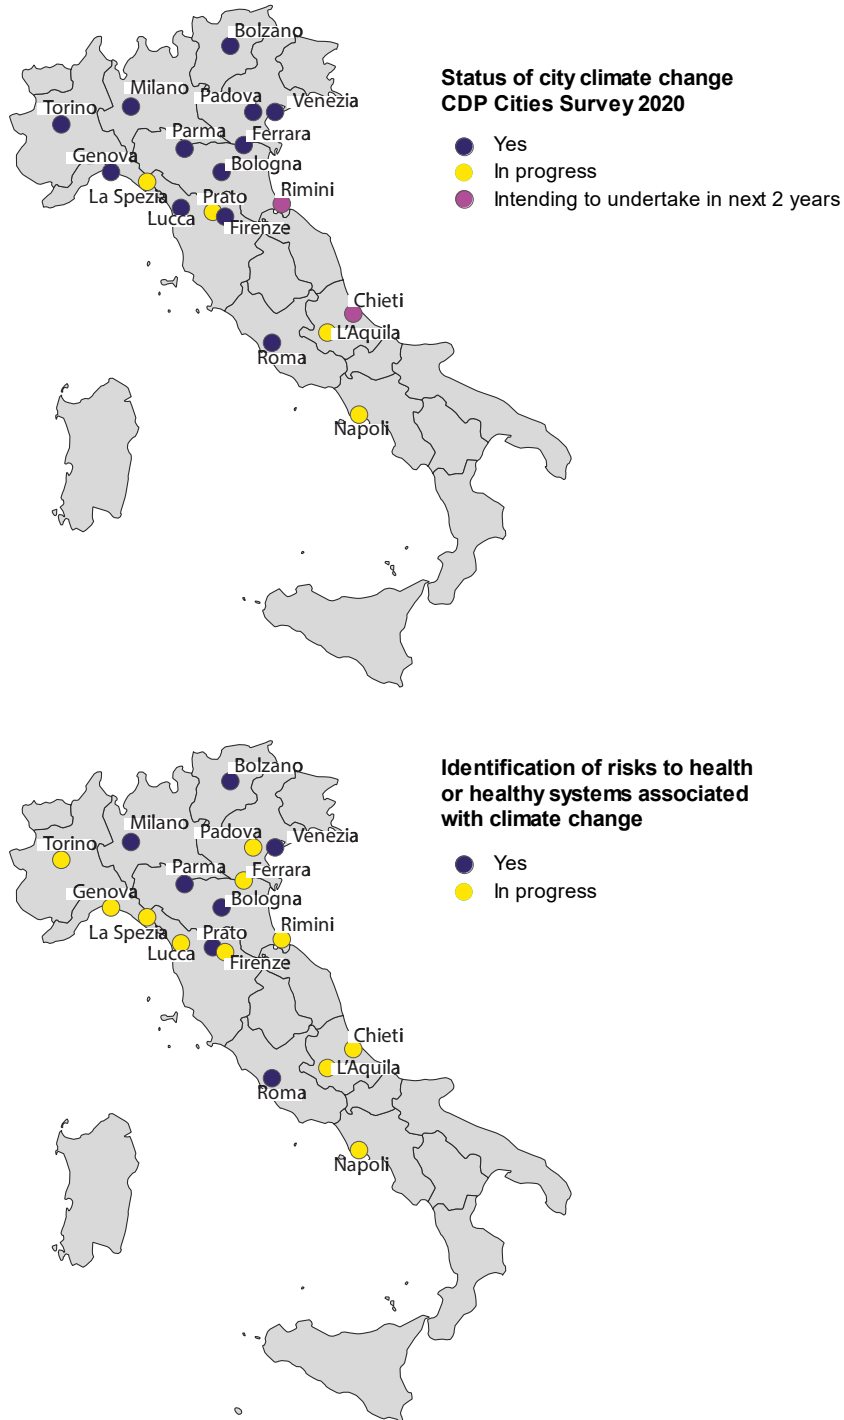 Bolzano
Status of city climate change
CDP Cities Survey 2020
Milano
Padova
Venezia
Torino
Yes
Parma
Ferrara
In progress
Genova
Bologna
Rimini
Intending to undertake in next 2 years
La Spezia
Prato
Lucca
Firenze
Chieti
L'Aquila
Roma
Napoli
Bolzano
Identification of risks to health
or healthy systems associated
with climate change
Milano
Padova
Venezia
Torino
Yes
Parma
Ferrara
In progress
Genova
Bologna
Rimini
La Spezia
Prato
Lucca
Firenze
Chieti
L'Aquila
Roma
Napoli